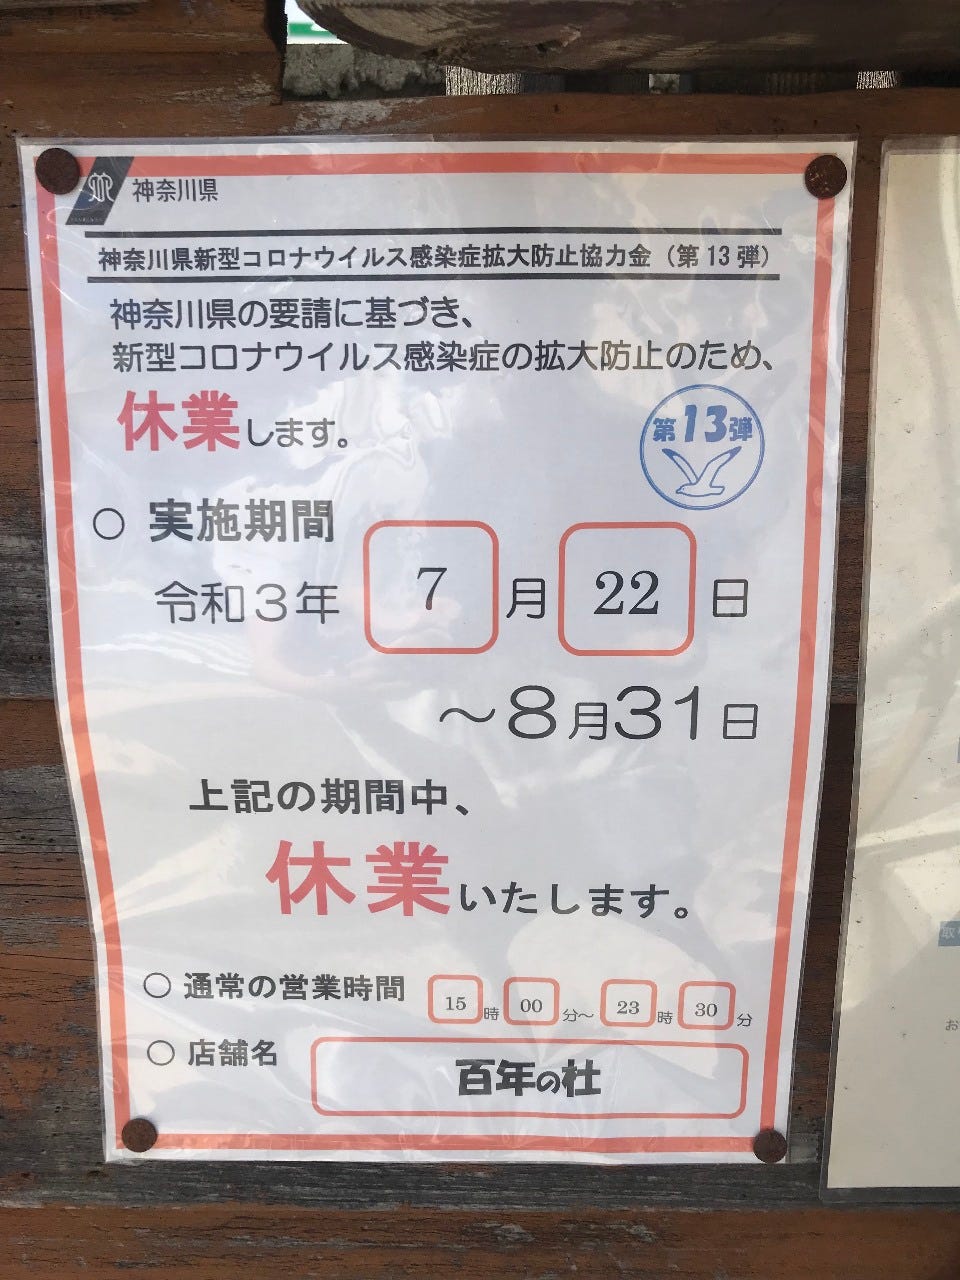 神奈川県
神奈川県新型コロナウイルス感染症拡大防止協力金（第13弾）
神奈川県の要請に基づき、
新型コロナウイルス感染症の拡大防止のため、
休業します。
第13弾
○ 実施期間
令和3年 7 月 22 日
～8月31日
上記の期間中、
休業いたします。
○ 通常の営業時間 15 時 00 分～ 23 時 30 分
○ 店舗名 百年の杜
取
お